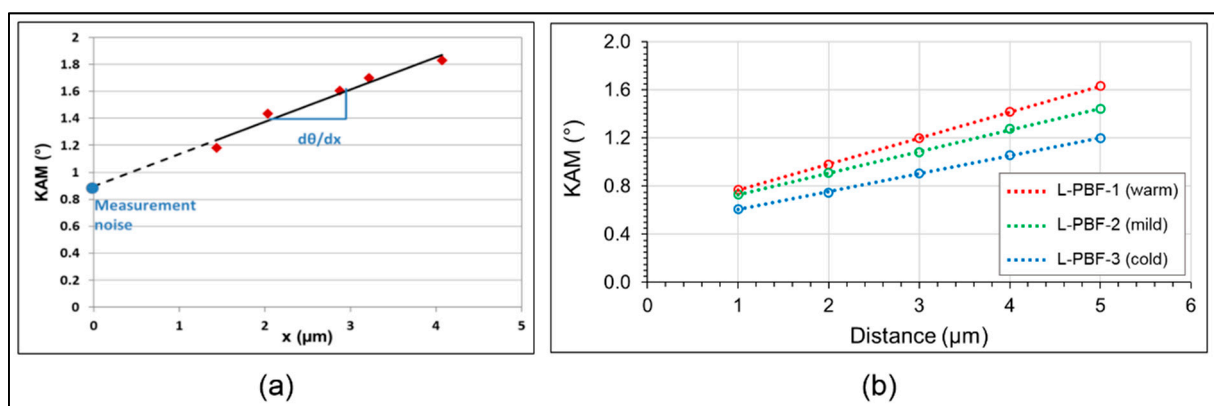 2
1.8
1.6
1.4
1.2
1
0.8
0.6
0.4
0.2
0
KAM (°)
dθ/dx
Measurement
noise
0 1 2 3 4 5
x (µm)
(a)
2.0
1.6
1.2
0.8
0.4
0.0
KAM (°)
L-PBF-1 (warm)
L-PBF-2 (mild)
L-PBF-3 (cold)
0 1 2 3 4 5 6
Distance (µm)
(b)